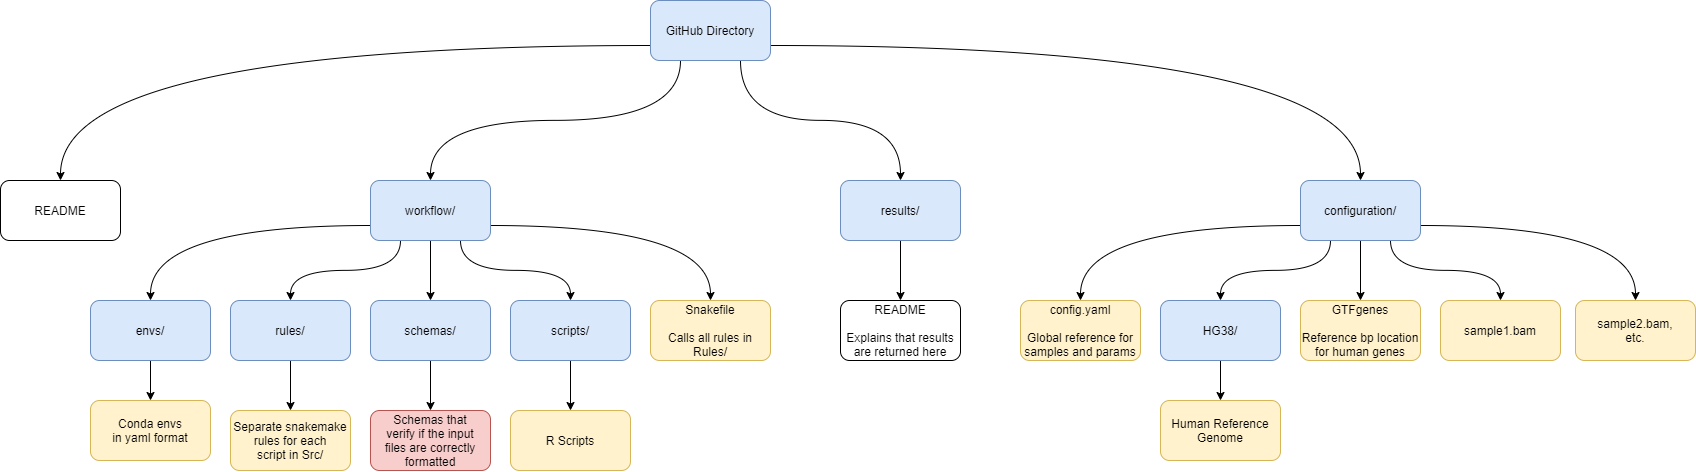 GitHub Directory
README
workflow/
results/
configuration/
envs/
rules/
schemas/
scripts/
Snakefile
Calls all rules in
Rules/
README
Explains that results
are returned here
config.yaml
Global reference for
samples and params
HG38/
GTFgenes
Reference bp location
for human genes
sample1.bam
sample2.bam,
etc.
Conda envs
in yaml format
Separate snakemake
rules for each
script in Src/
Schemas that
verify if the input
files are correctly
formatted
R Scripts
Human Reference
Genome